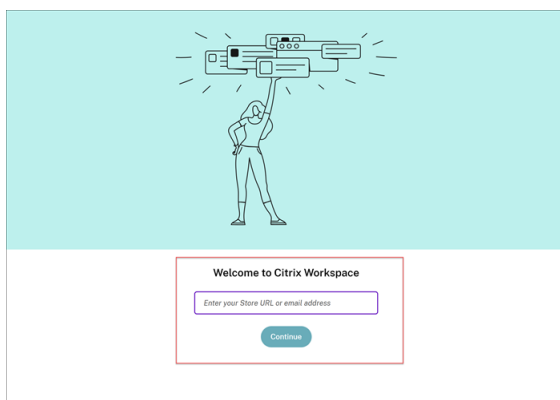 Welcome to Citrix Workspace
Enter your Store URL or email address
Continue